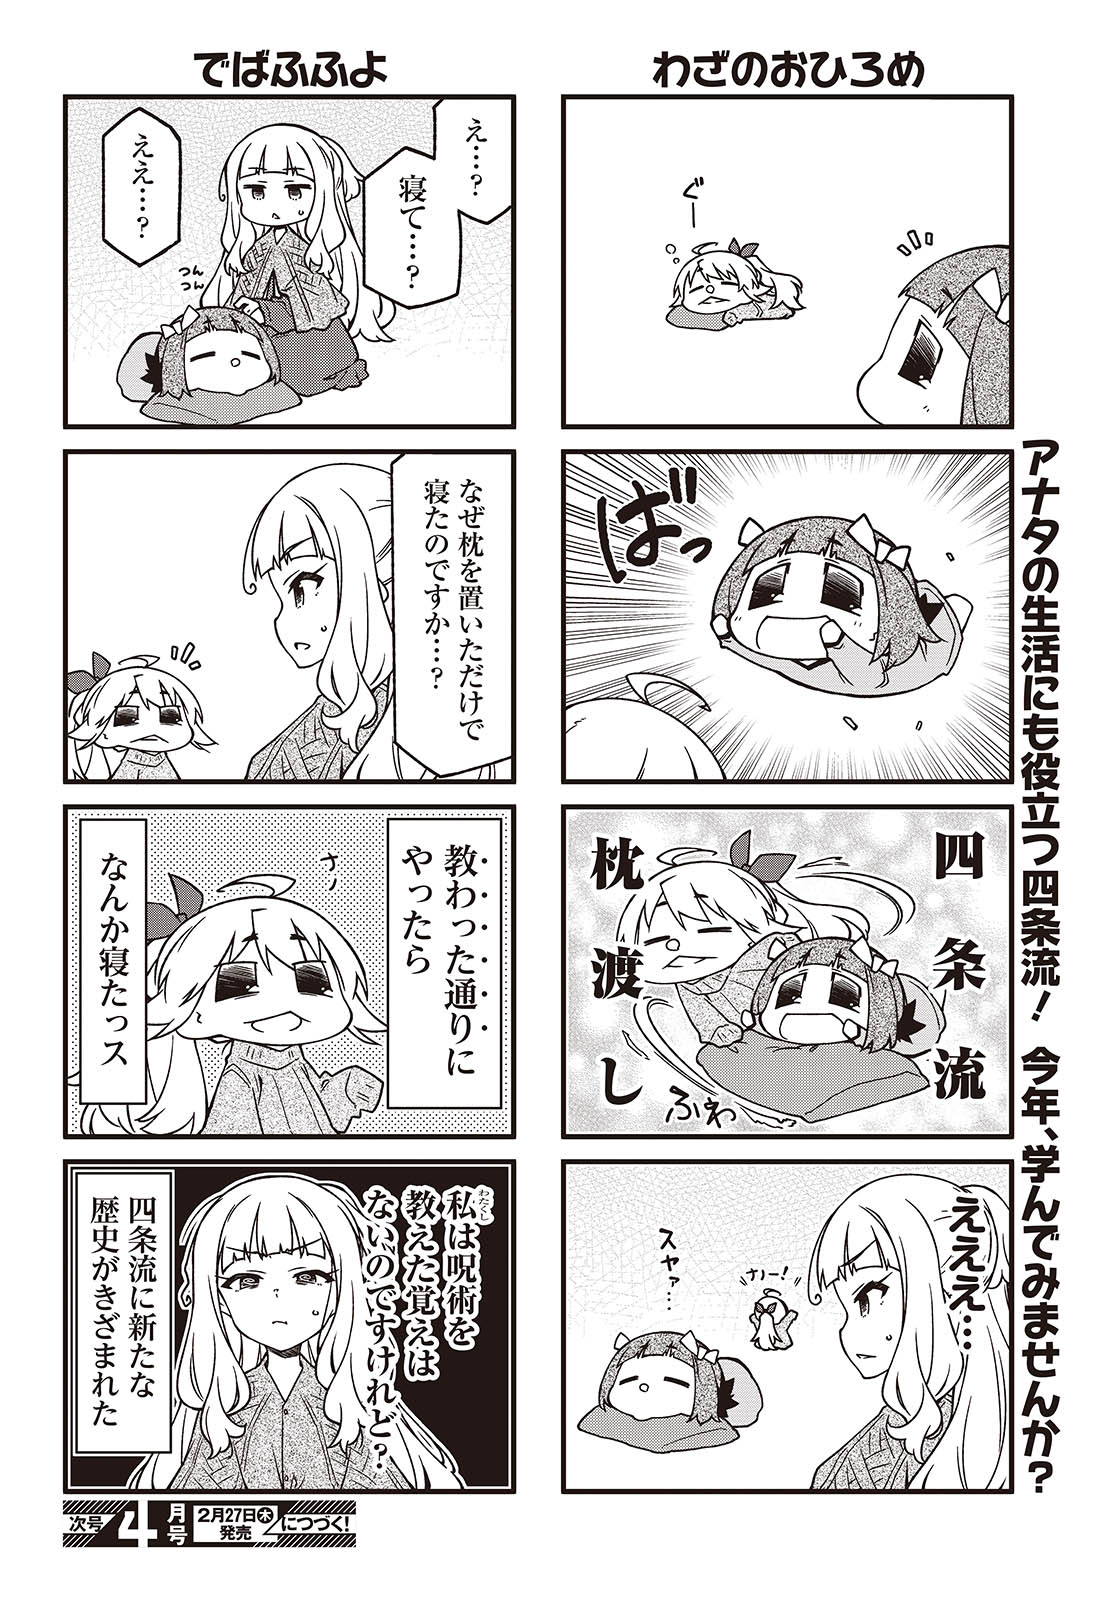 わざのおひろめ
ぐー
ばっ
四条流
枕渡し
ふわ
えええ…
ナノー！
スヤァ…
でばふふよ
え…？
寝て…？
ええ…？
つん
つん
なぜ枕を置いただけで
寝たのですか…？
ナノ
教わった通りに
やったら
なんか寝たっス
私は呪術を
わたくし
教えた覚えは
ないのですけれど？
四条流に新たな
歴史がきざまれた
アナタの生活にも役立つ四条流！ 今年、学んでみませんか？
次号4月号 2月27日㊍発売 につづく！